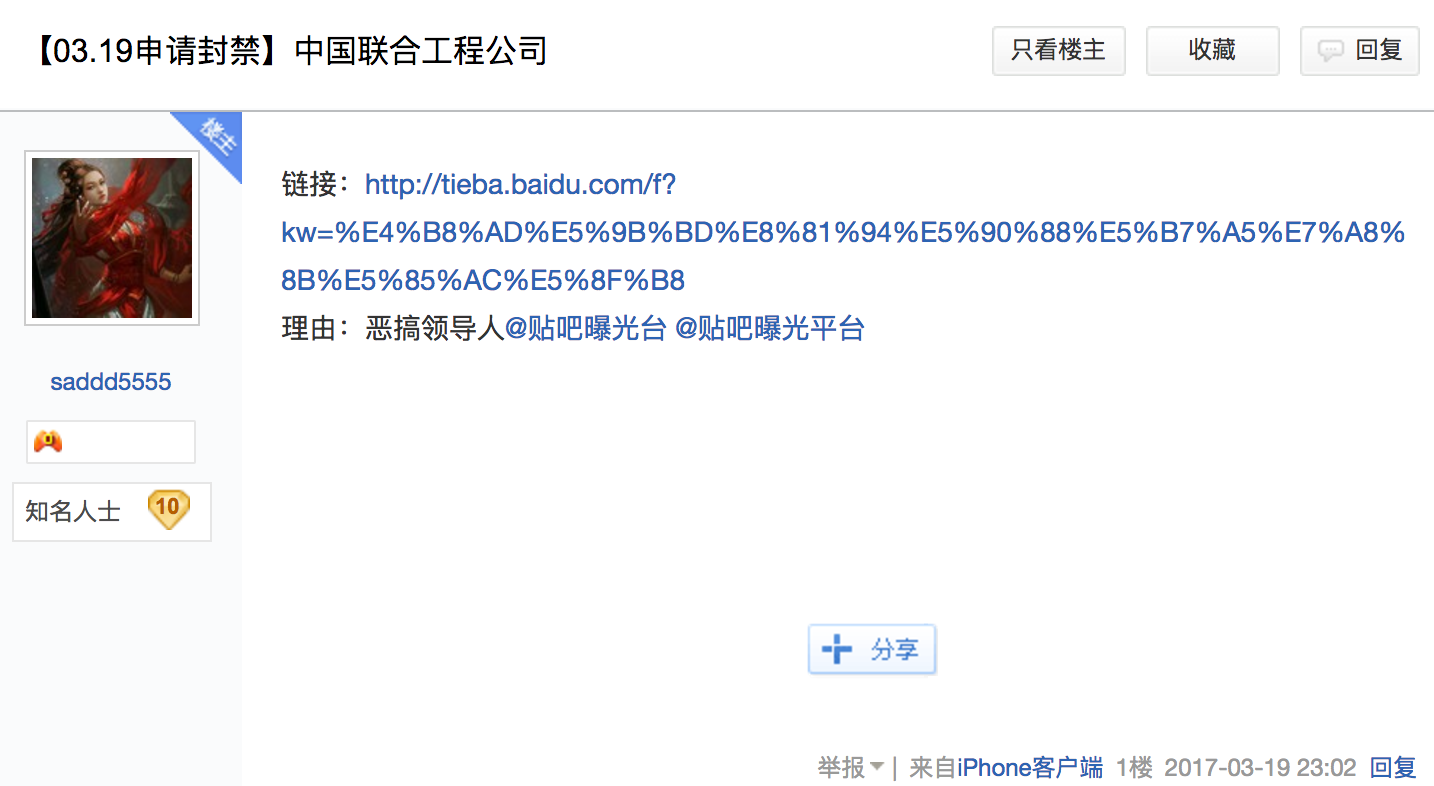 【03.19申请封禁】中国联合工程公司
只看楼主
收藏
回复
楼主
链接：http://tieba.baidu.com/f?
kw=%E4%B8%AD%E5%9B%BD%E8%81%94%E5%90%88%E5%B7%A5%E7%A8%
8B%E5%85%AC%E5%8F%B8
理由：恶搞领导人@贴吧曝光台 @贴吧曝光平台
saddd5555
知名人士 10
分享
举报 | 来自iPhone客户端 1楼 2017-03-19 23:02 回复